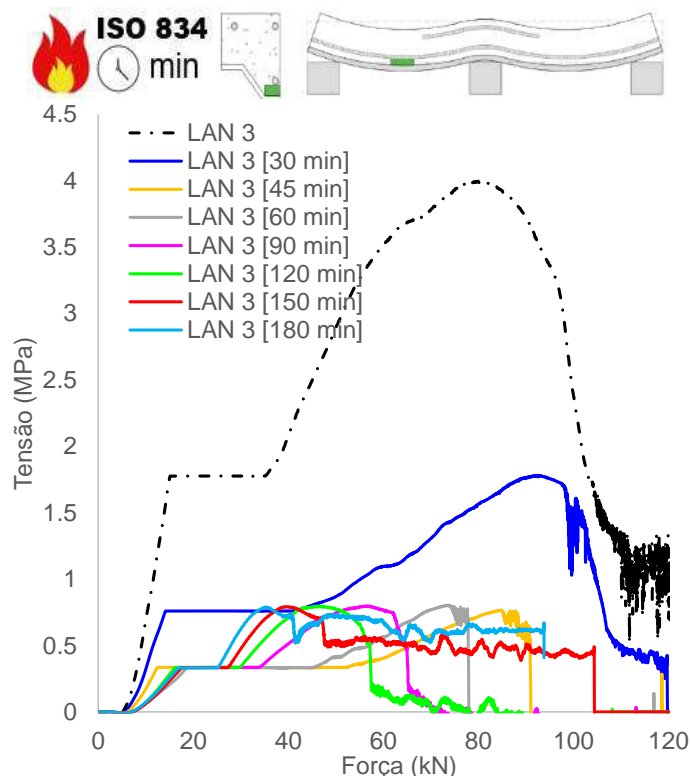 ISO 834
min
4.5
4
3.5
3
2.5
2
1.5
1
0.5
0
Tensão (MPa)
LAN 3
LAN 3 [30 min]
LAN 3 [45 min]
LAN 3 [60 min]
LAN 3 [90 min]
LAN 3 [120 min]
LAN 3 [150 min]
LAN 3 [180 min]
0 20 40 60 80 100 120
Força (kN)